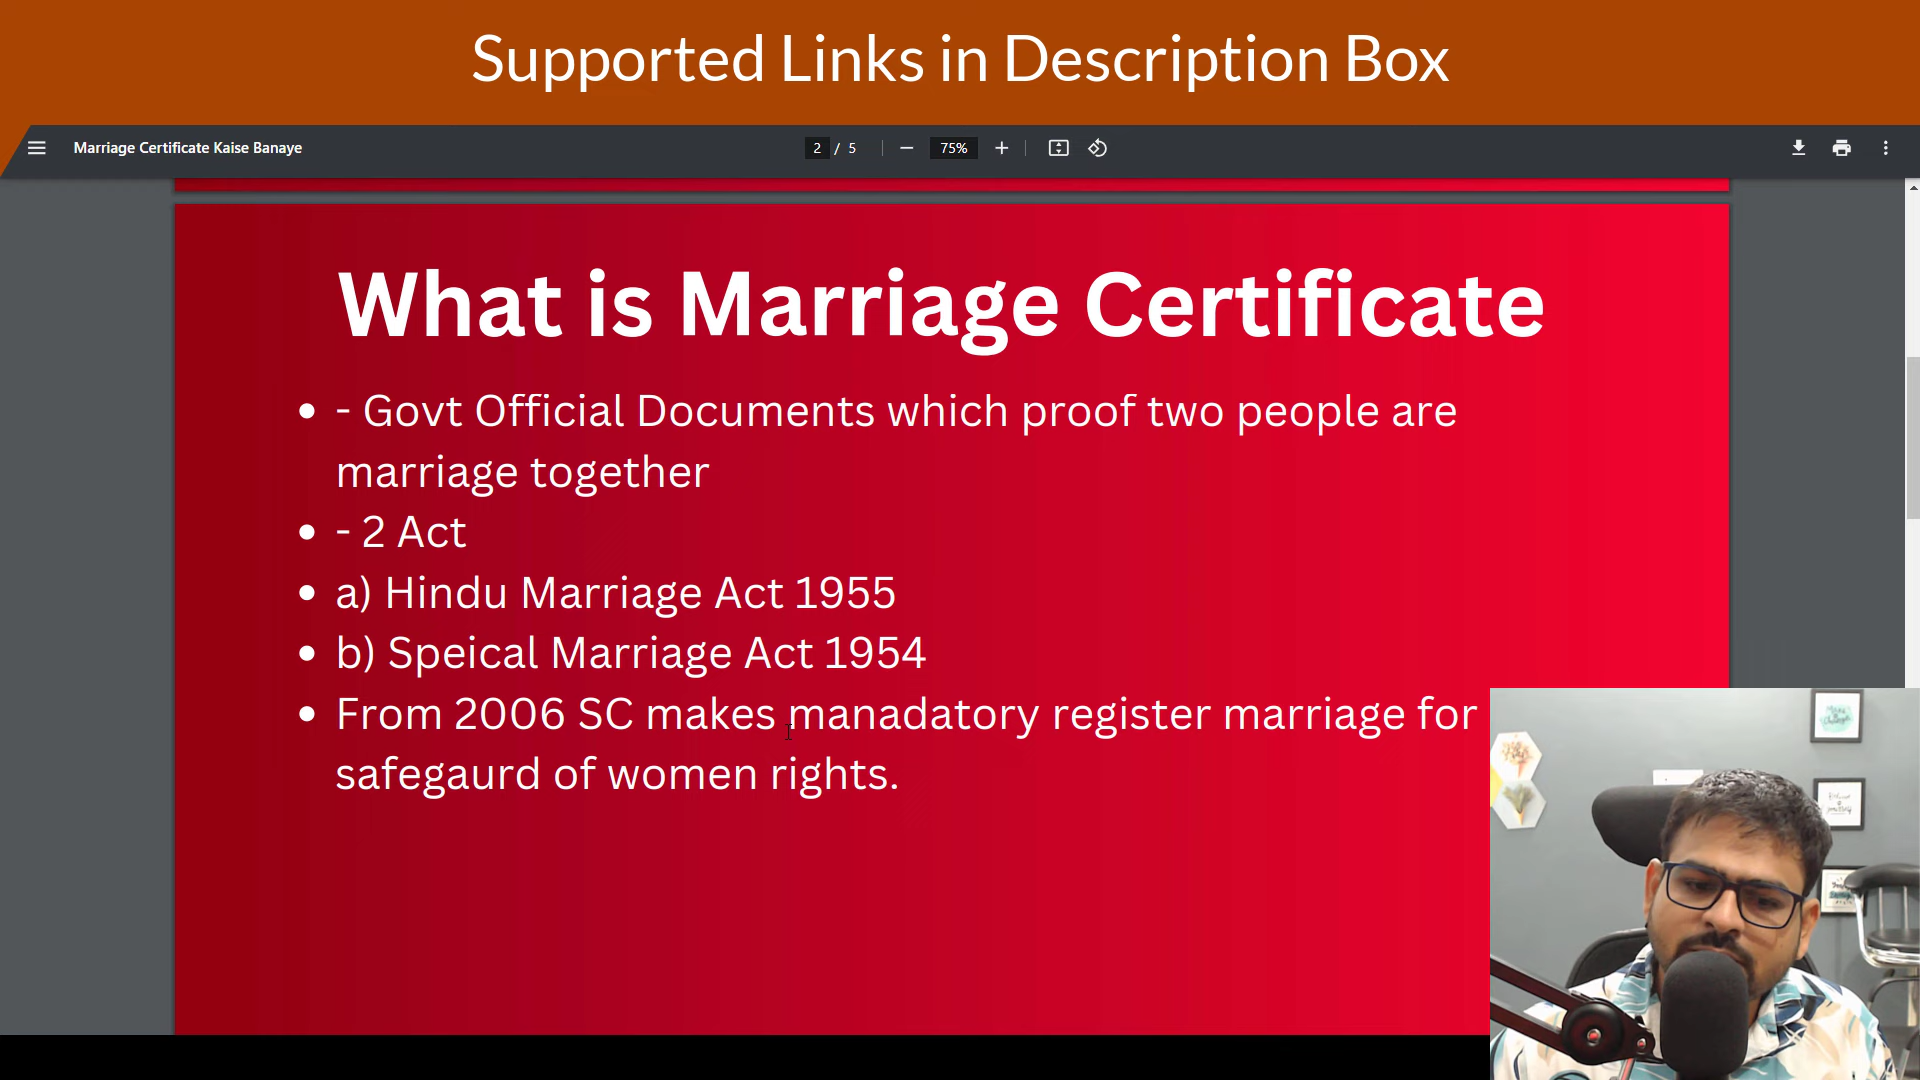 Supported Links in Description Box
Marriage Certificate Kaise Banaye
2 / 5
75%
What is Marriage Certificate
- Govt Official Documents which proof two people are
marriage together
- 2 Act
a) Hindu Marriage Act 1955
b) Speical Marriage Act 1954
From 2006 SC makes manadatory register marriage for
safegaurd of women rights.